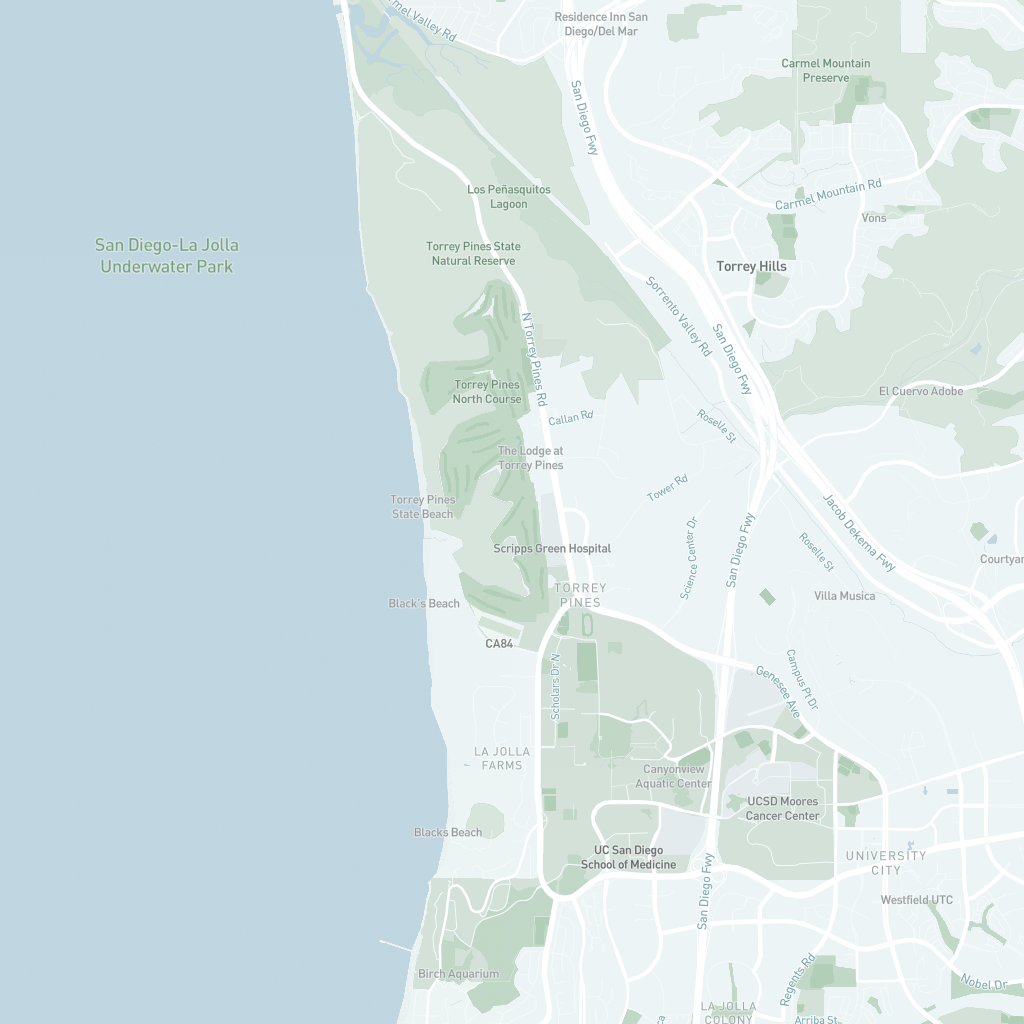 Residence Inn San
Diego/Del Mar
Carmel Valley Rd
Carmel Mountain
Preserve
San Diego Fwy
Carmel Mountain Rd
Los Peñasquitos
Lagoon
Vons
San Diego-La Jolla
Underwater Park
Torrey Pines State
Natural Reserve
Torrey Hills
Sorrento Valley Rd
N Torrey Pines Rd
San Diego Fwy
Torrey Pines
North Course
El Cuervo Adobe
Callan Rd
Roselle St
The Lodge at
Torrey Pines
Tower Rd
Torrey Pines
State Beach
Jacob Dekema Fwy
Science Center Dr
San Diego Fwy
Scripps Green Hospital
Roselle St
Courtyar
TORREY
PINES
Villa Musica
Black's Beach
CA84
Scholars Dr N
Genesee Ave
Campus Pt Dr
LA JOLLA
FARMS
Canyonview
Aquatic Center
UCSD Moores
Cancer Center
Blacks Beach
UC San Diego
School of Medicine
UNIVERSITY
CITY
San Diego Fwy
Westfield UTC
Birch Aquarium
Regents Rd
Nobel Dr
LA JOLLA
COLONY
Arriba St